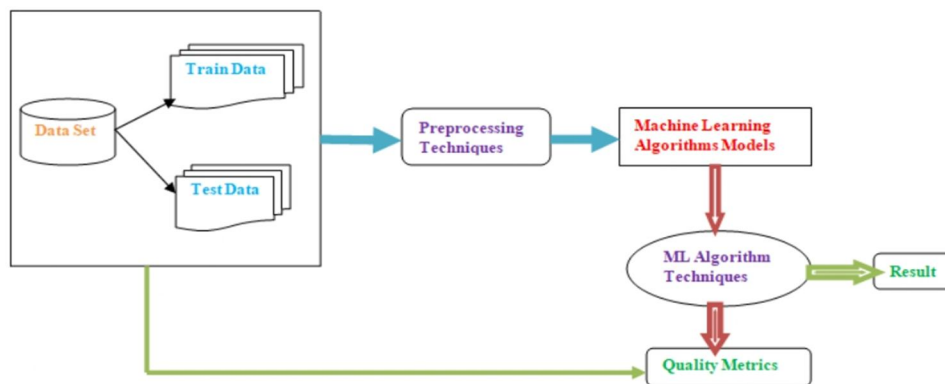 Train Data
Data Set
Test Data
Preprocessing
Techniques
Machine Learning
Algorithms Models
ML Algorithm
Techniques
Result
Quality Metrics